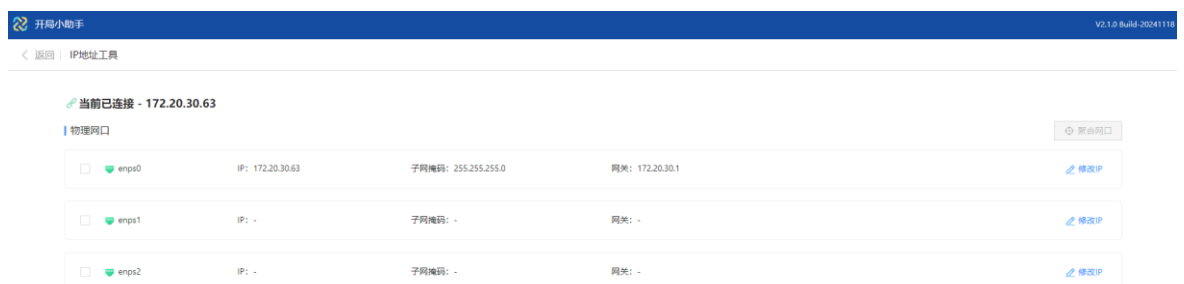 开局小助手 V2.1.0 Build-20241118
返回 IP地址工具
当前已连接 - 172.20.30.63
物理网口 聚合网口
enps0 IP: 172.20.30.63 子网掩码: 255.255.255.0 网关: 172.20.30.1 修改IP
enps1 IP: - 子网掩码: - 网关: - 修改IP
enps2 IP: - 子网掩码: - 网关: - 修改IP